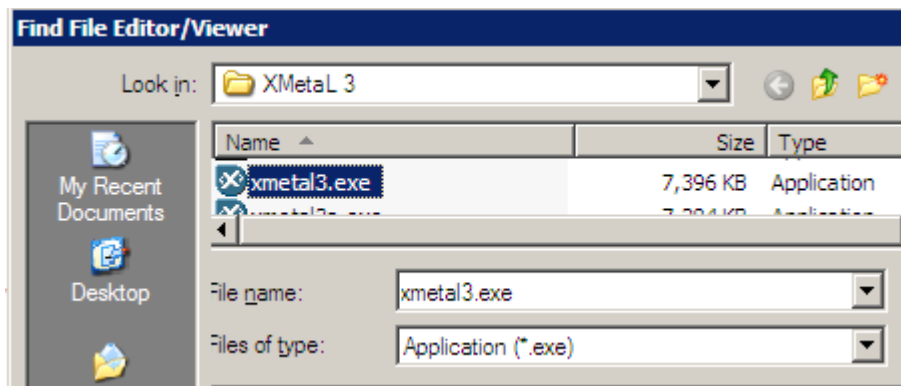 Find File Editor/Viewer
Look in: XMetaL 3
Name Size Type
xmetal3.exe 7,396 KB Application
My Recent
Documents
Desktop
File name: xmetal3.exe
Files of type: Application (*.exe)